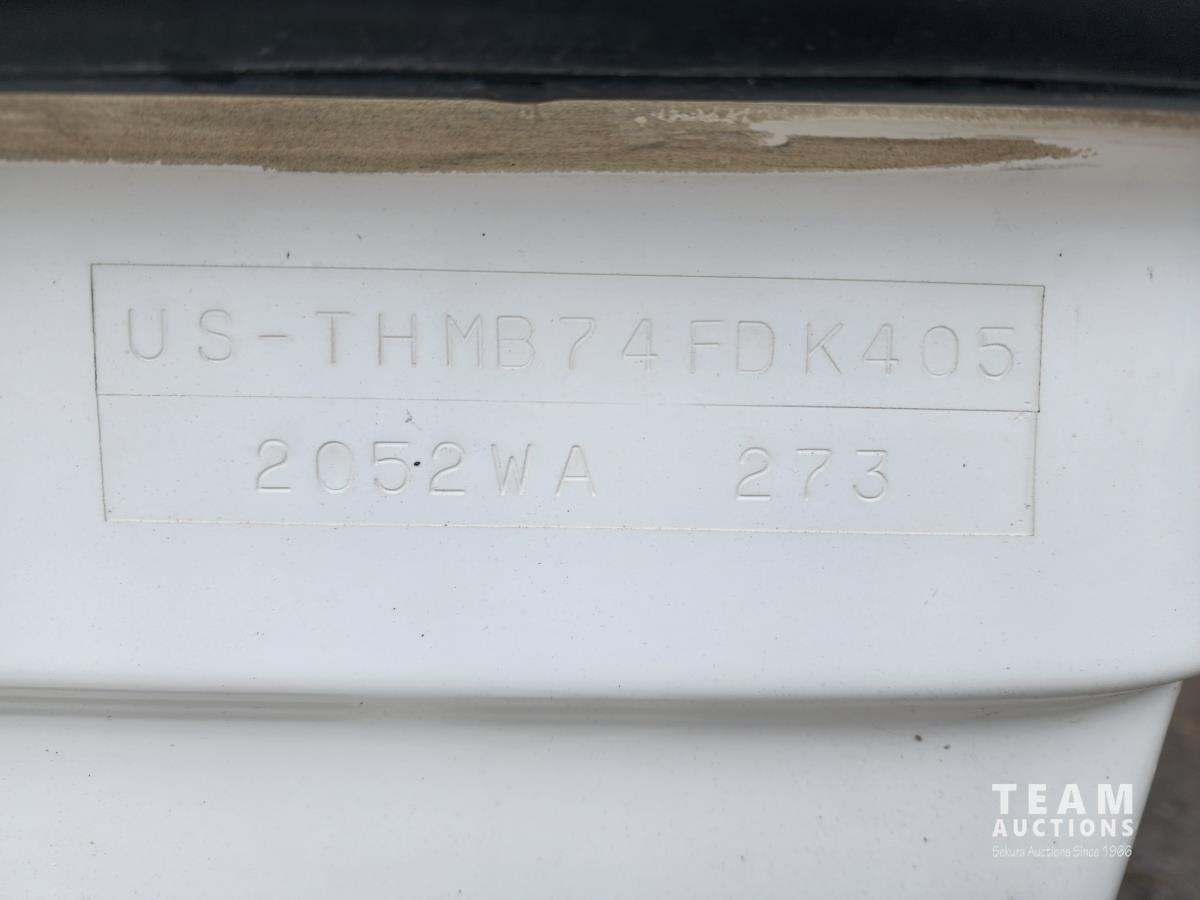 US-THMB74FDK405
2052WA 273
TEAM
AUCTIONS
Sekura Auctions Since 1966